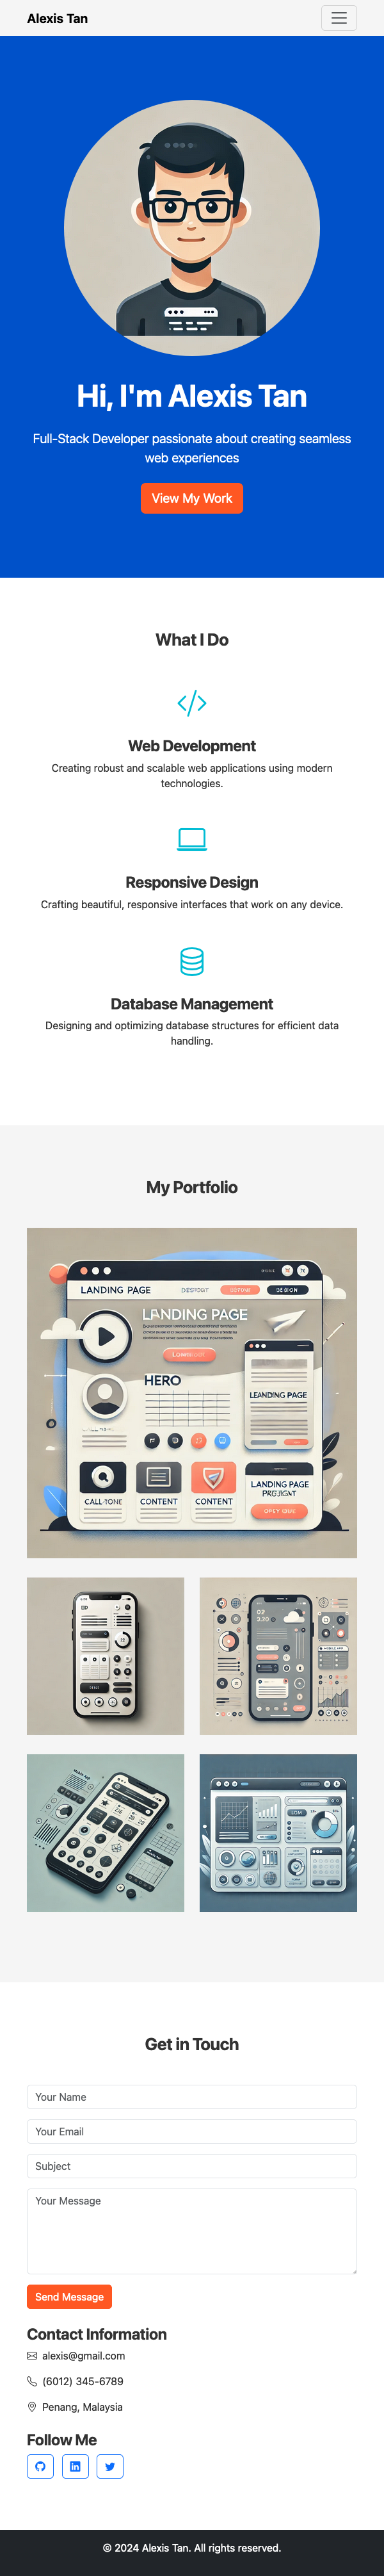 Alexis Tan
Hi, I'm Alexis Tan
Full-Stack Developer passionate about creating seamless
web experiences
View My Work
What I Do
Web Development
Creating robust and scalable web applications using modern
technologies.
Responsive Design
Crafting beautiful, responsive interfaces that work on any device.
Database Management
Designing and optimizing database structures for efficient data
handling.
My Portfolio
LANDING PAGE
DESIGN
LANDING PAGE
HERO
LEANDING PAGE
CONTENT
CONTENT
LANDING PAGE
Get in Touch
Your Name
Your Email
Subject
Your Message
Send Message
Contact Information
alexis@gmail.com
(6012) 345-6789
Penang, Malaysia
Follow Me
© 2024 Alexis Tan. All rights reserved.